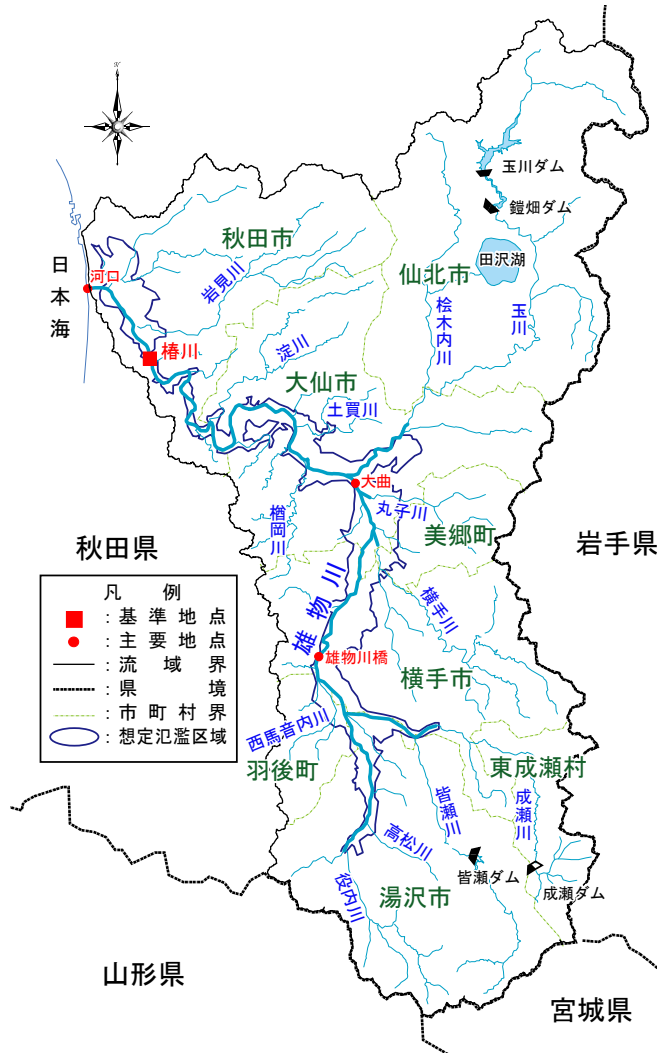 N
玉川ダム
鎧畑ダム
秋田市
田沢湖
仙北市
日本海
河口
岩見川
玉川
桧木内川
椿川
淀川
大仙市
土買川
大曲
丸子川
楢岡川
美郷町
秋田県
岩手県
雄物川
横手川
凡例
：基準地点
：主要地点
：流域界
：県境
：市町村界
：想定氾濫区域
雄物川橋
横手市
西馬音内川
羽後町
東成瀬村
皆瀬川
成瀬川
高松川
皆瀬ダム
成瀬ダム
役内川
湯沢市
山形県
宮城県